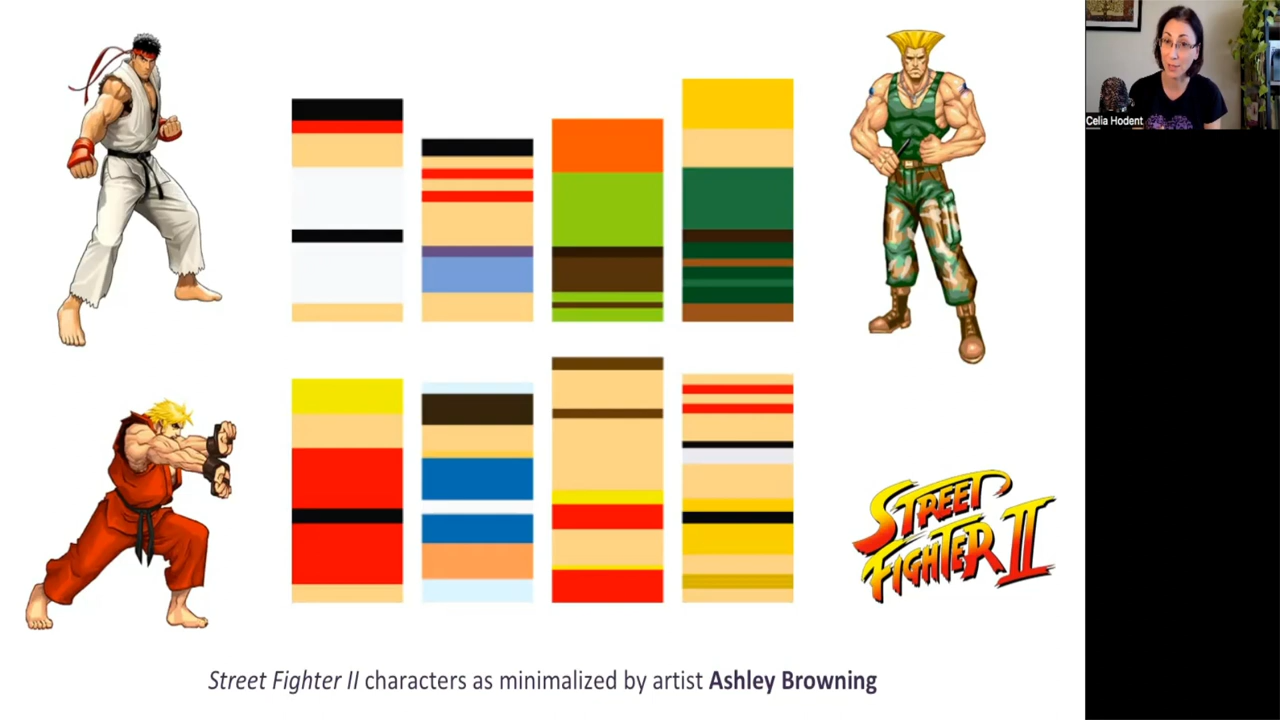 Celia Hodent
STREET
FIGHTER II
Street Fighter II characters as minimalized by artist Ashley Browning